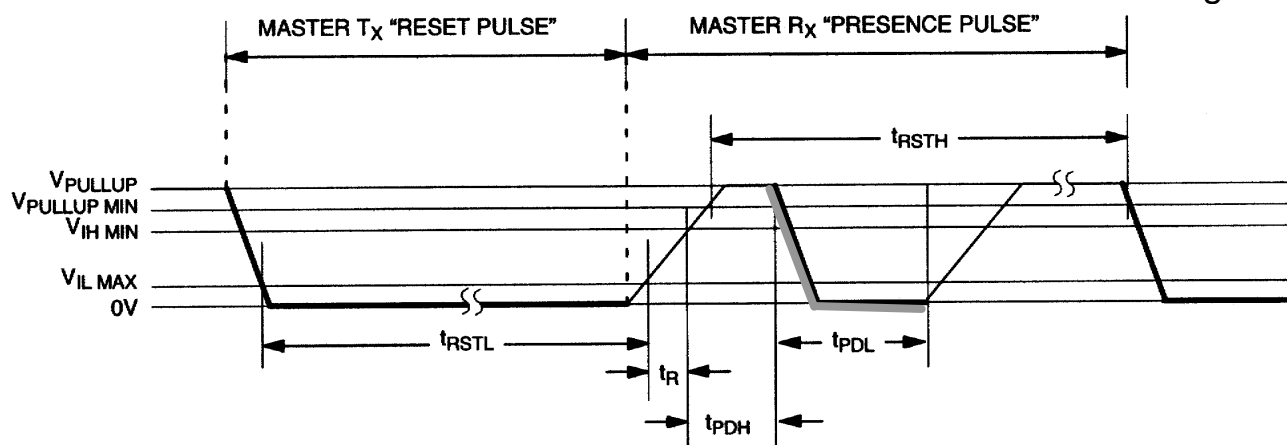 MASTER TX “RESET PULSE” MASTER RX “PRESENCE PULSE”
tRSTH
VPULLUP
VPULLUP MIN
VIH MIN
VIL MAX
0V
tRSTL tPDL
tR
tPDH